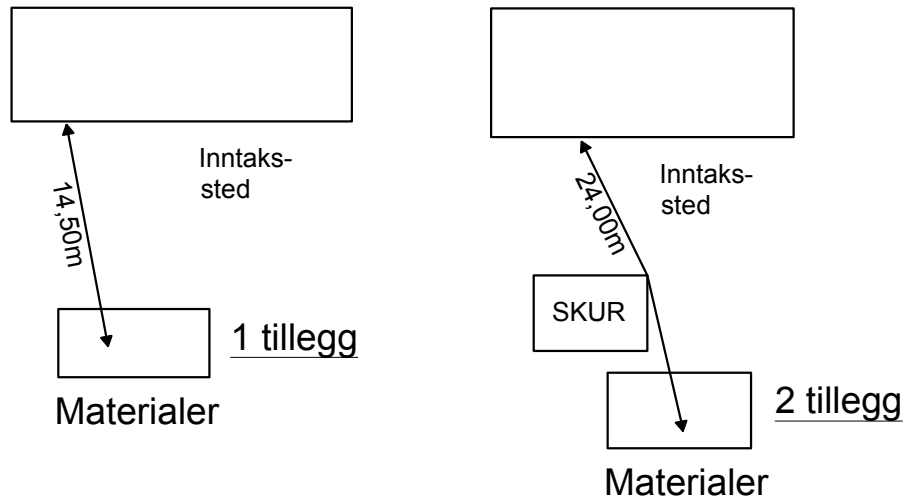 Inntaks-
sted
14,50m
1 tillegg
Materialer
Inntaks-
sted
24,00m
SKUR
2 tillegg
Materialer